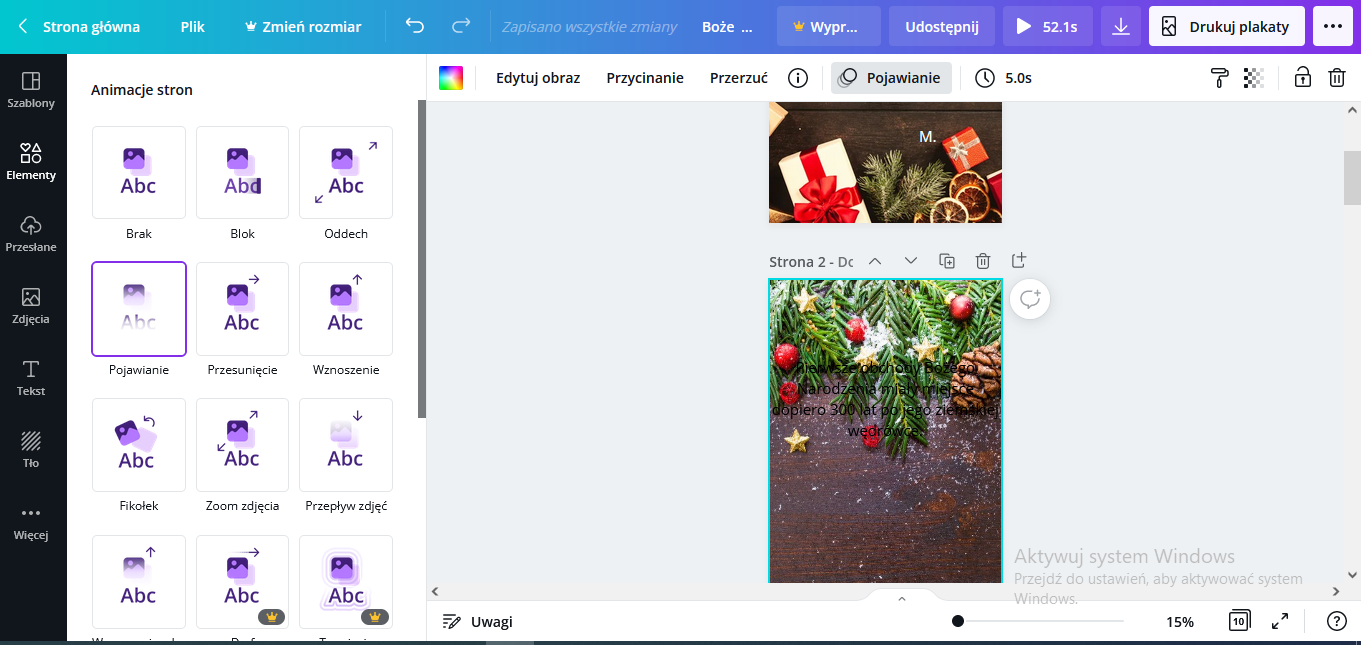 Strona główna
Plik
Zmień rozmiar
Zapisano wszystkie zmiany
Boże ...
Wypr...
Udostępnij
52.1s
Drukuj plakaty
Szablony
Elementy
Przesłane
Zdjęcia
Tekst
Tło
Więcej
Animacje stron
Abc
Abcd
Abc
Brak
Blok
Oddech
Abc
Abc
Abc
Pojawianie
Przesunięcie
Wznoszenie
Abc
Abc
Abc
Fikołek
Zoom zdjęcia
Przepływ zdjęć
Abc
Abc
Abc
Edytuj obraz
Przycinanie
Przerzuć
Pojawianie
5.0s
M.
Strona 2 - Do
Pierwsze obchody Bożego
Narodzenia miały miejsce
dopiero 300 lat po jego ziemskiej
wędrówce.
Aktywuj system Windows
Przejdź do ustawień, aby aktywować system
Windows.
Uwagi
15%
10